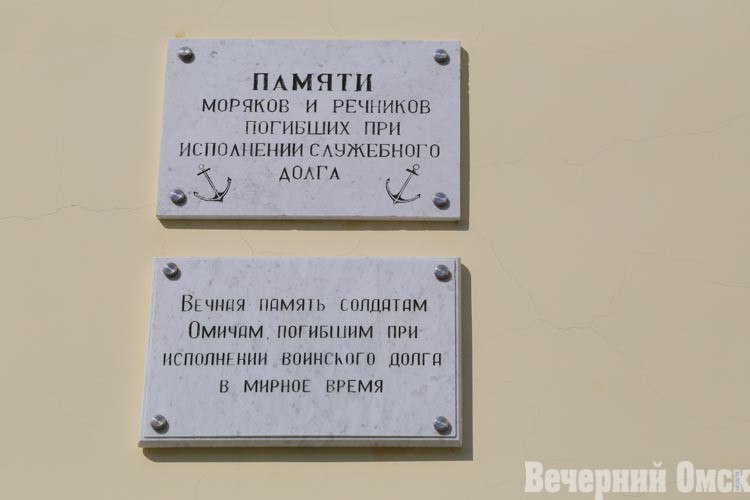 ПАМЯТИ
МОРЯКОВ И РЕЧНИКОВ
ПОГИБШИХ ПРИ
ИСПОЛНЕНИИ СЛУЖЕБНОГО
ДОЛГА
ВЕЧНАЯ ПАМЯТЬ СОЛДАТАМ
ОМИЧАМ, ПОГИБШИМ ПРИ
ИСПОЛНЕНИИ ВОИНСКОГО ДОЛГА
В МИРНОЕ ВРЕМЯ
Вечерний Омск